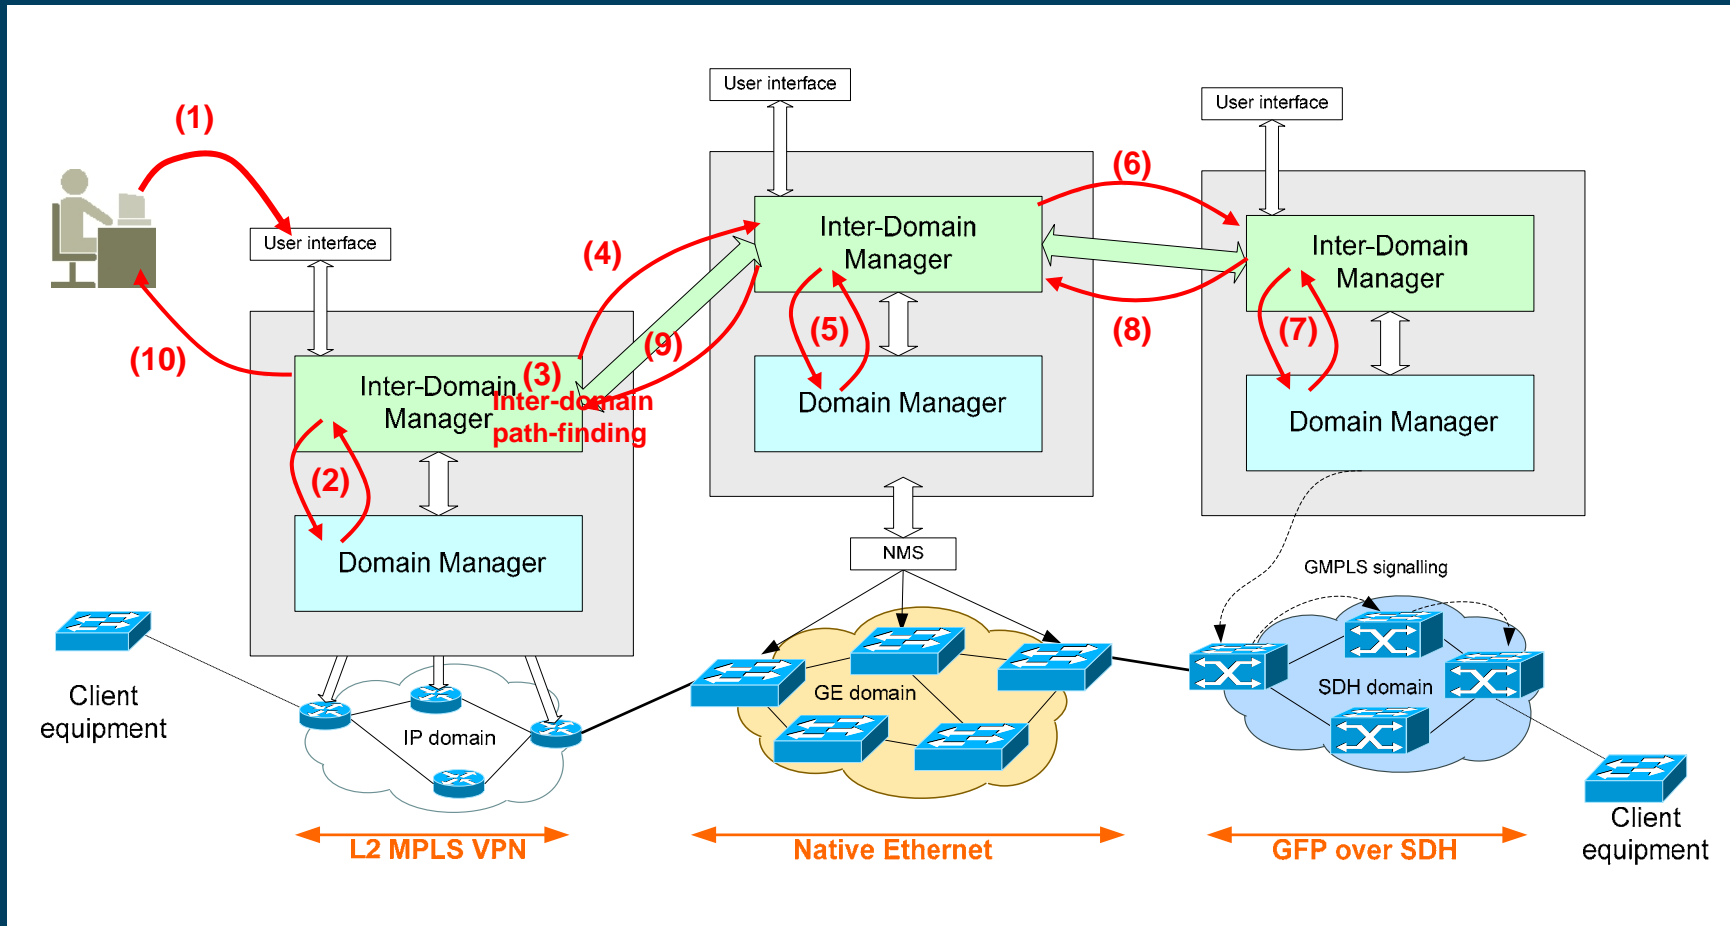 User interface
User interface
(1)
(6)
Inter-Domain
Manager
User interface
(4)
Inter-Domain
Manager
(5)
(8)
(7)
(9)
(10)
(3)
Inter-Domain
Manager
Inter-domain
path-finding
Domain Manager
Domain Manager
(2)
NMS
Domain Manager
GMPLS signalling
Client
equipment
GE domain
SDH domain
IP domain
Client
equipment
L2 MPLS VPN
Native Ethernet
GFP over SDH